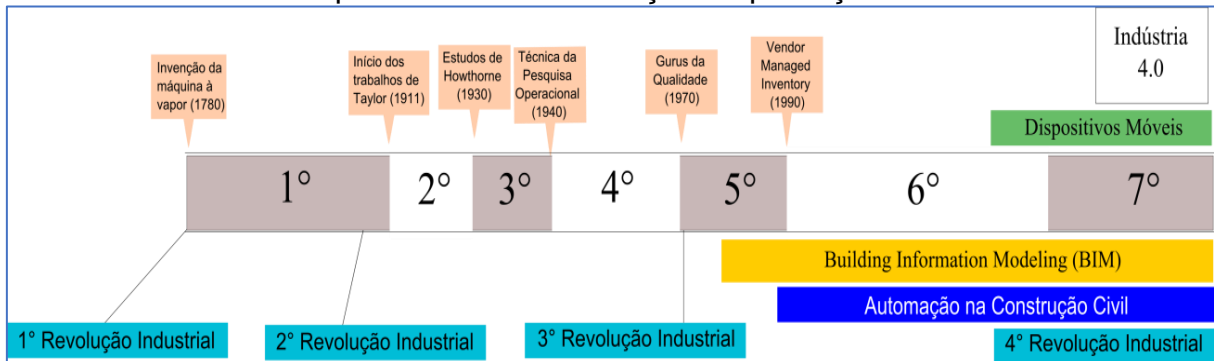 Indústria
4.0
Invenção da
máquina à
vapor (1780)
Início dos
trabalhos de
Taylor (1911)
Estudos de
Howthorne
(1930)
Técnica da
Pesquisa
Operacional
(1940)
Gurus da
Qualidade
(1970)
Vendor
Managed
Inventory
(1990)
Dispositivos Móveis
1° 2° 3° 4° 5° 6° 7°
Building Information Modeling (BIM)
Automação na Construção Civil
1° Revolução Industrial
2° Revolução Industrial
3° Revolução Industrial
4° Revolução Industrial